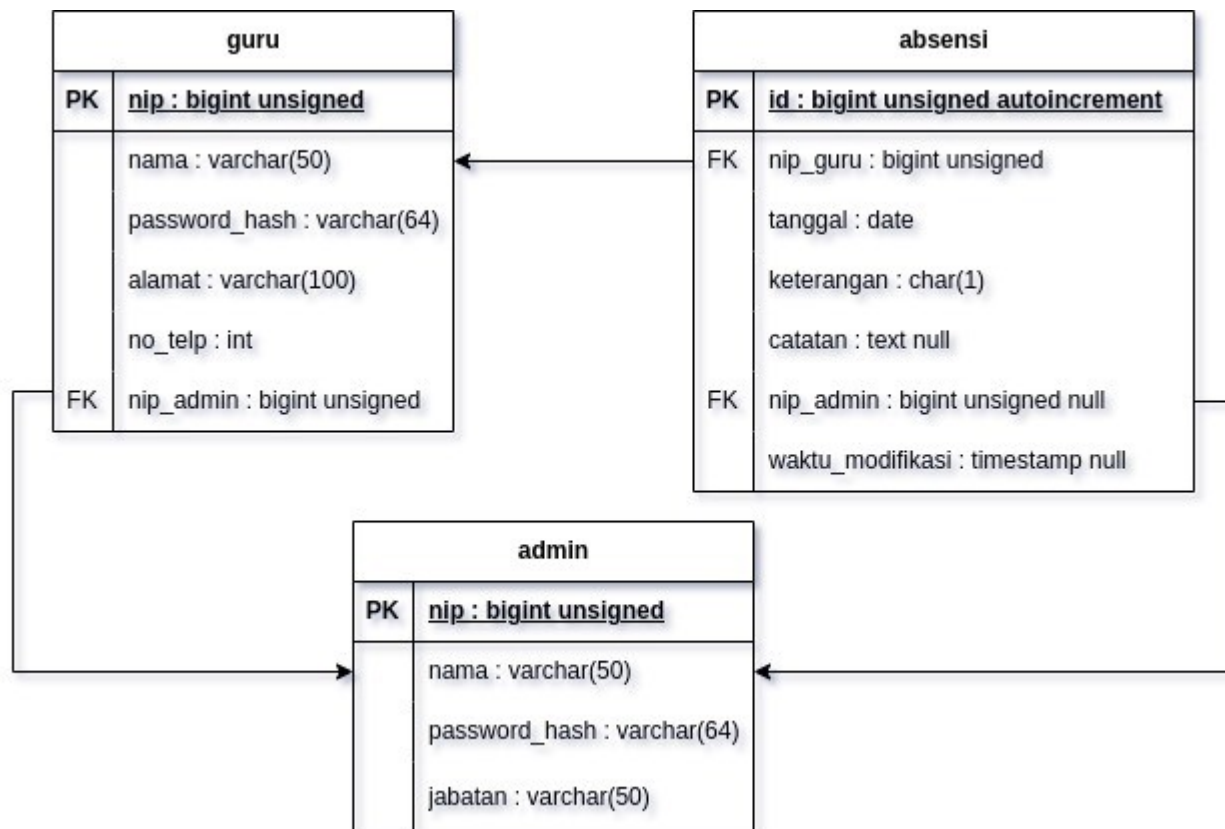 guru
PK nip : bigint unsigned
nama : varchar(50)
password_hash : varchar(64)
alamat : varchar(100)
no_telp : int
FK nip_admin : bigint unsigned
absensi
PK id : bigint unsigned autoincrement
FK nip_guru : bigint unsigned
tanggal : date
keterangan : char(1)
catatan : text null
FK nip_admin : bigint unsigned null
waktu_modifikasi : timestamp null
admin
PK nip : bigint unsigned
nama : varchar(50)
password_hash : varchar(64)
jabatan : varchar(50)